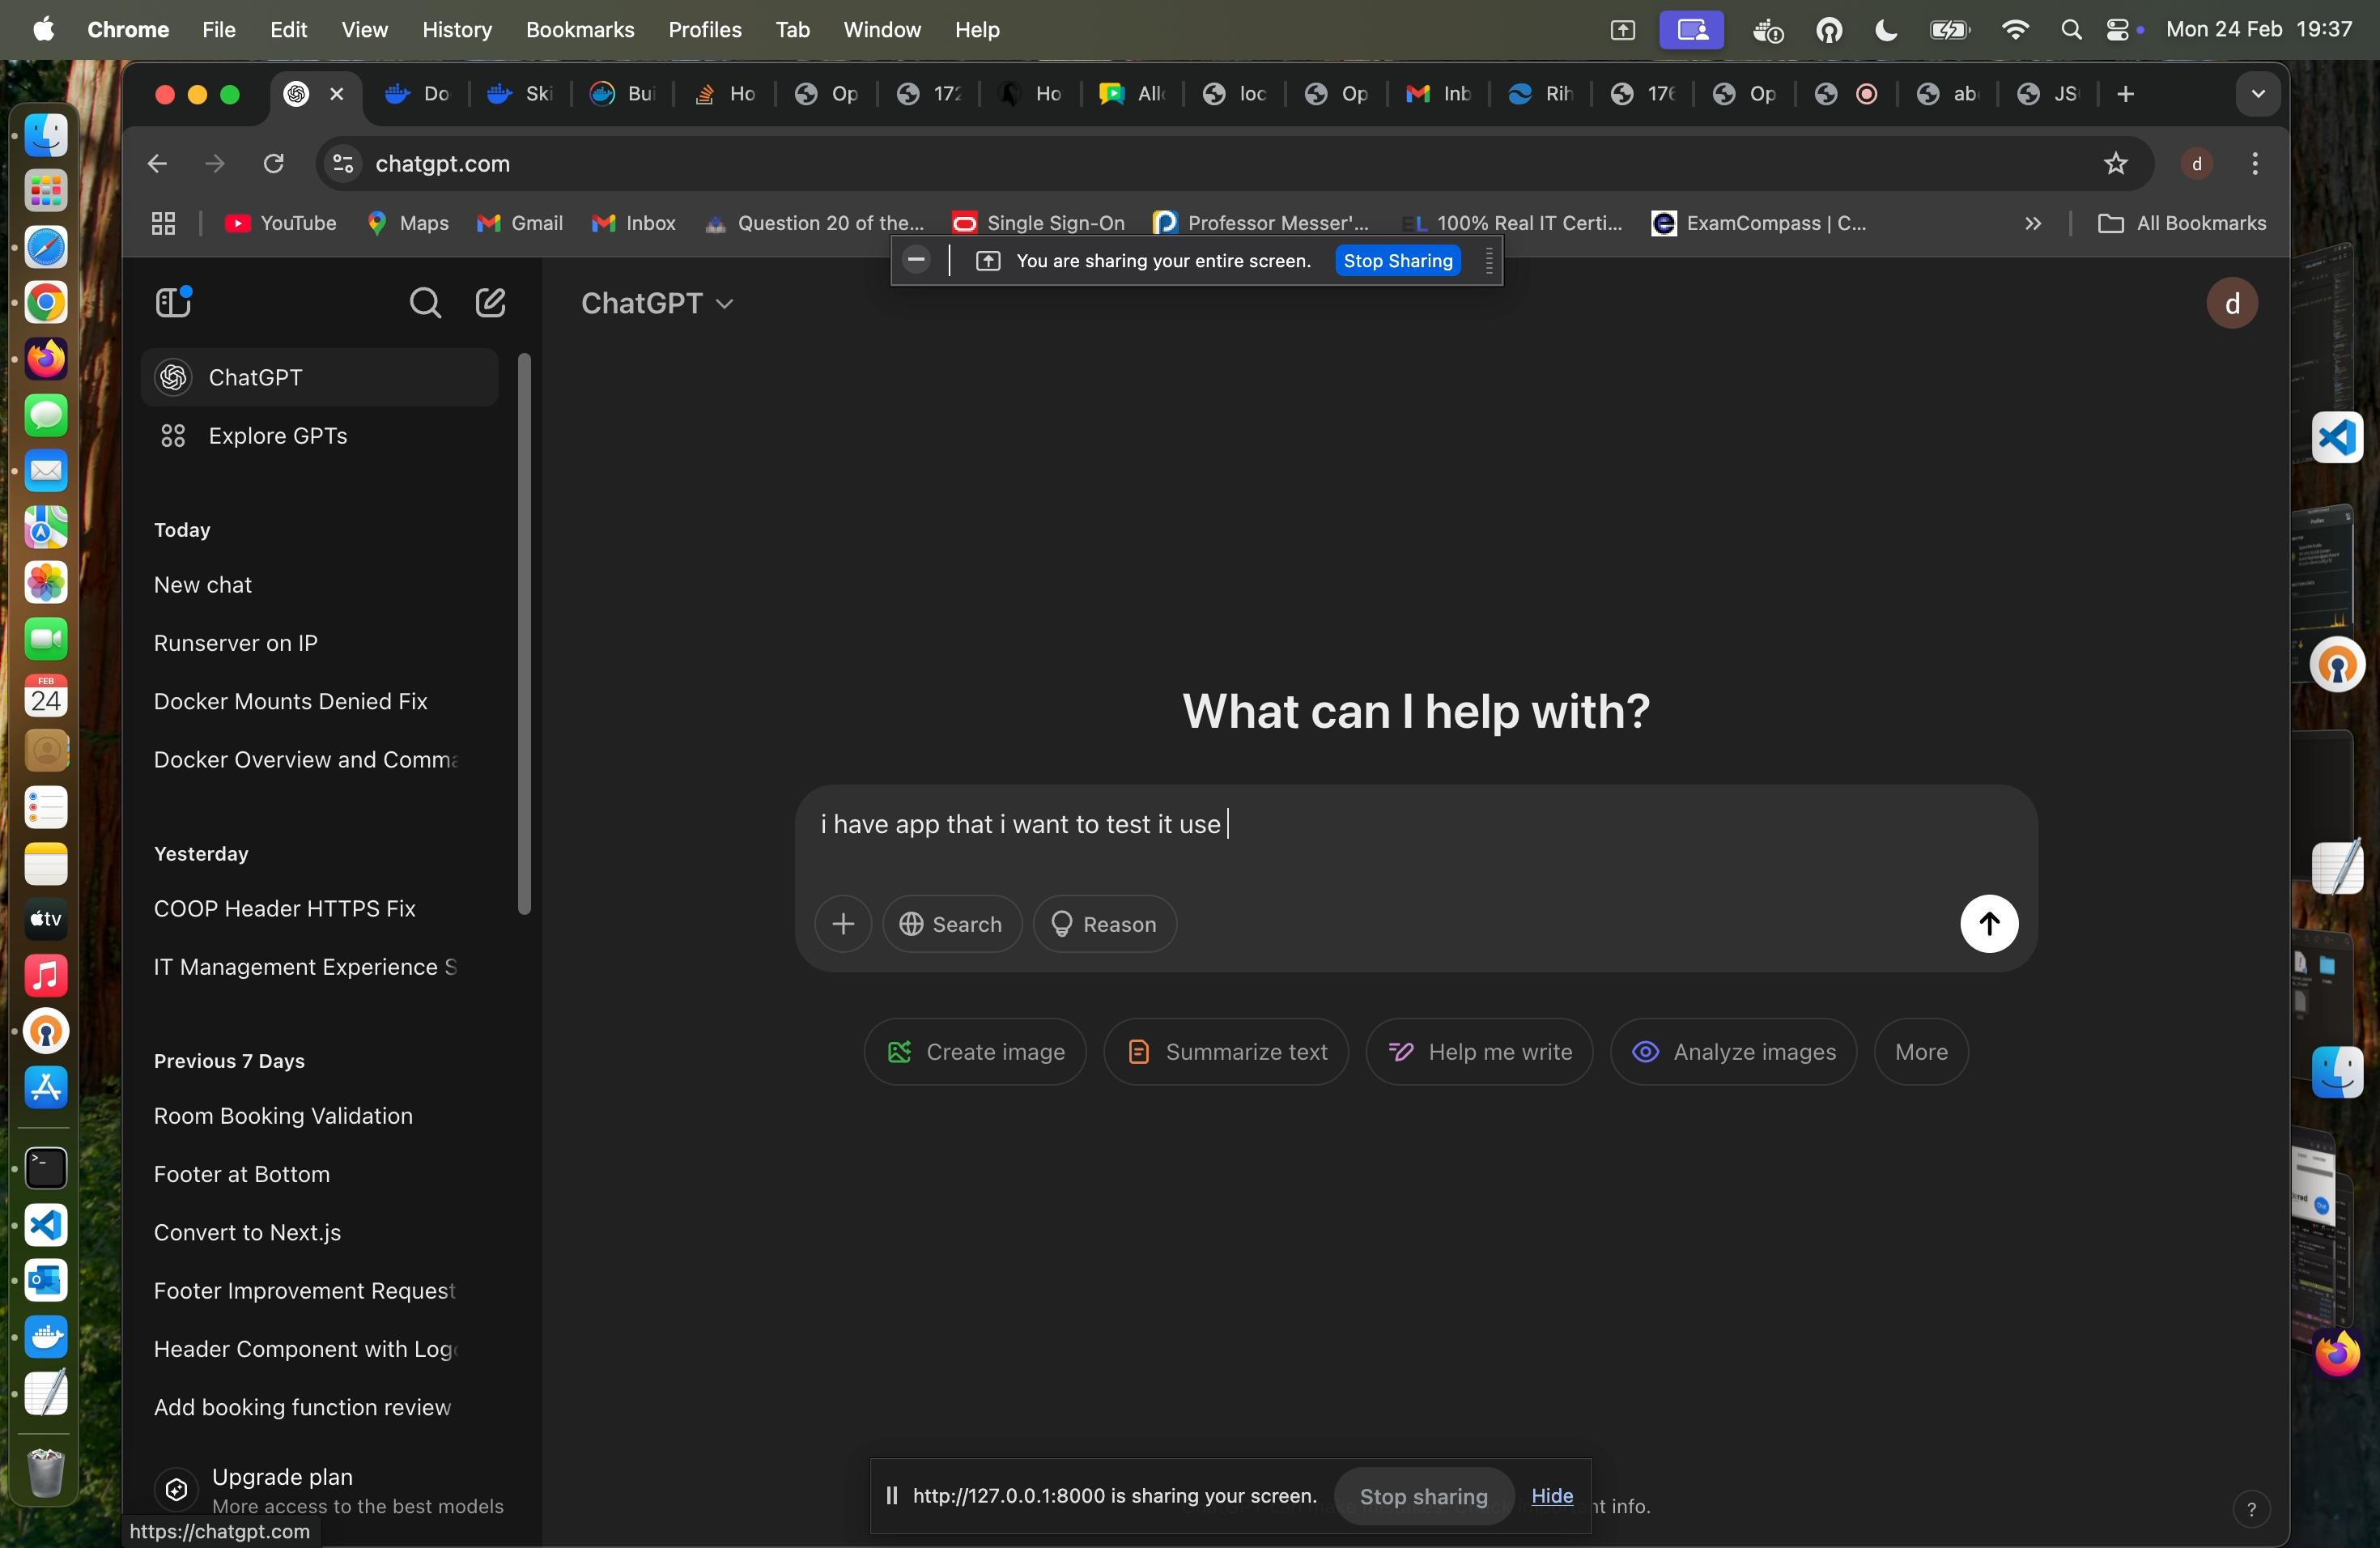 Chrome File Edit View History Bookmarks Profiles Tab Window Help Mon 24 Feb 19:37
Do Ski Bui Ho Op 172 Ho All loc Op Inb Rih 176 Op ab JS
chatgpt.com d
YouTube Maps Gmail Inbox Question 20 of the... Single Sign-On Professor Messer'... EL 100% Real IT Certi... ExamCompass | C... All Bookmarks
You are sharing your entire screen. Stop Sharing
ChatGPT d
ChatGPT
Explore GPTs
Today
New chat
Runserver on IP
Docker Mounts Denied Fix
Docker Overview and Comma
Yesterday
COOP Header HTTPS Fix
IT Management Experience S
Previous 7 Days
Room Booking Validation
Footer at Bottom
Convert to Next.js
Footer Improvement Request
Header Component with Logo
Add booking function review
Upgrade plan
More access to the best models
https://chatgpt.com
What can I help with?
i have app that i want to test it use
Search Reason
Create image Summarize text Help me write Analyze images More
http://127.0.0.1:8000 is sharing your screen. Stop sharing Hide
nt info.
?
FEB
24
tv